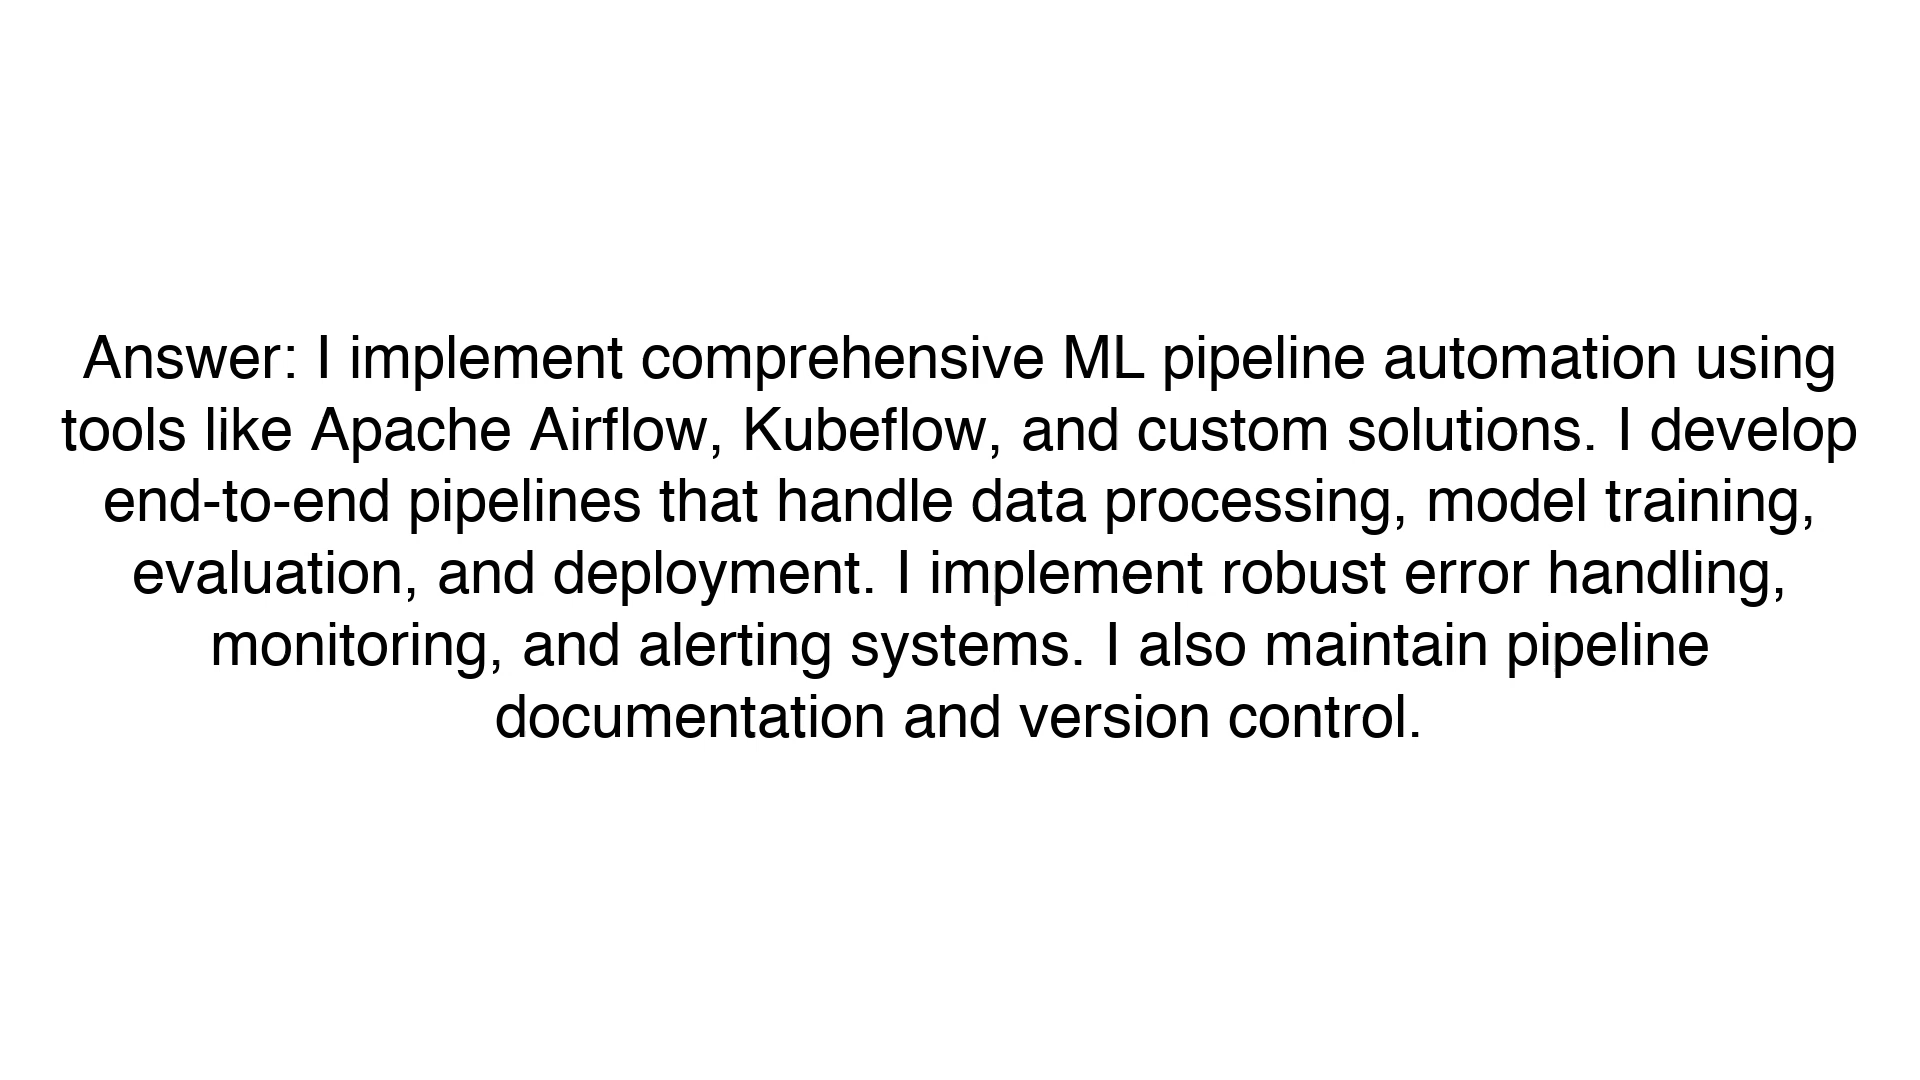 Answer: I implement comprehensive ML pipeline automation using
tools like Apache Airflow, Kubeflow, and custom solutions. I develop
end-to-end pipelines that handle data processing, model training,
evaluation, and deployment. I implement robust error handling,
monitoring, and alerting systems. I also maintain pipeline
documentation and version control.